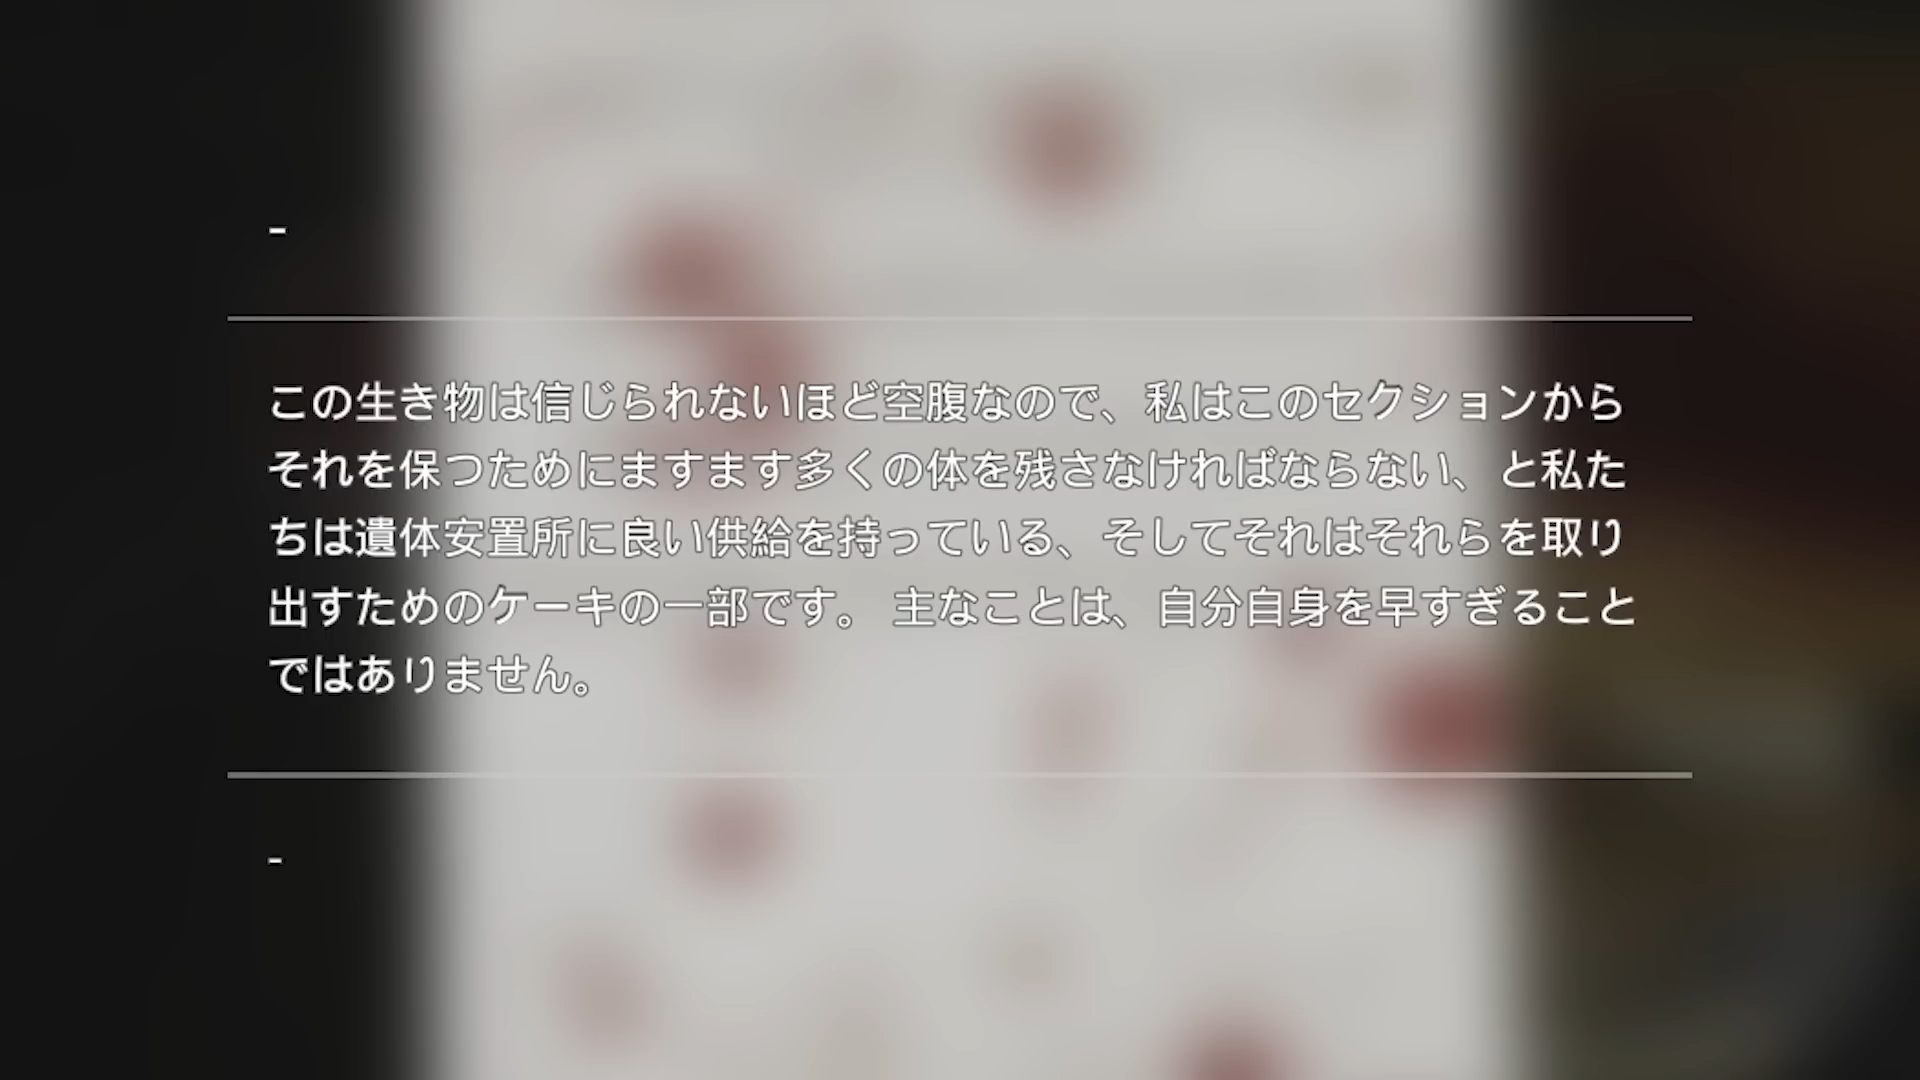 -
この生き物は信じられないほど空腹なので、私はこのセクションから
それを保つためにますます多くの体を残さなければならない、と私た
ちは遺体安置所に良い供給を持っている、そしてそれはそれらを取り
出すためのケーキの一部です。 主なことは、自分自身を早すぎること
ではありません。
-